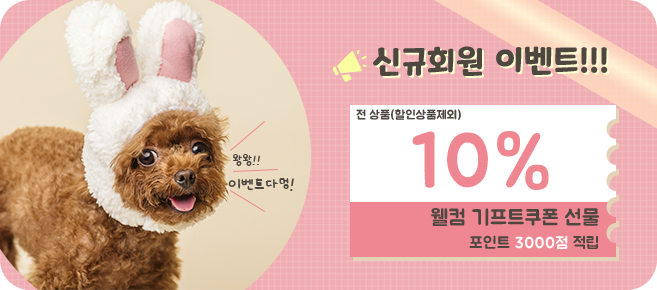 신규회원 이벤트!!!
전 상품(할인상품제외)
10%
왕왕!!
이벤트다멍!
웰컴 기프트쿠폰 선물
포인트 3000점 적립